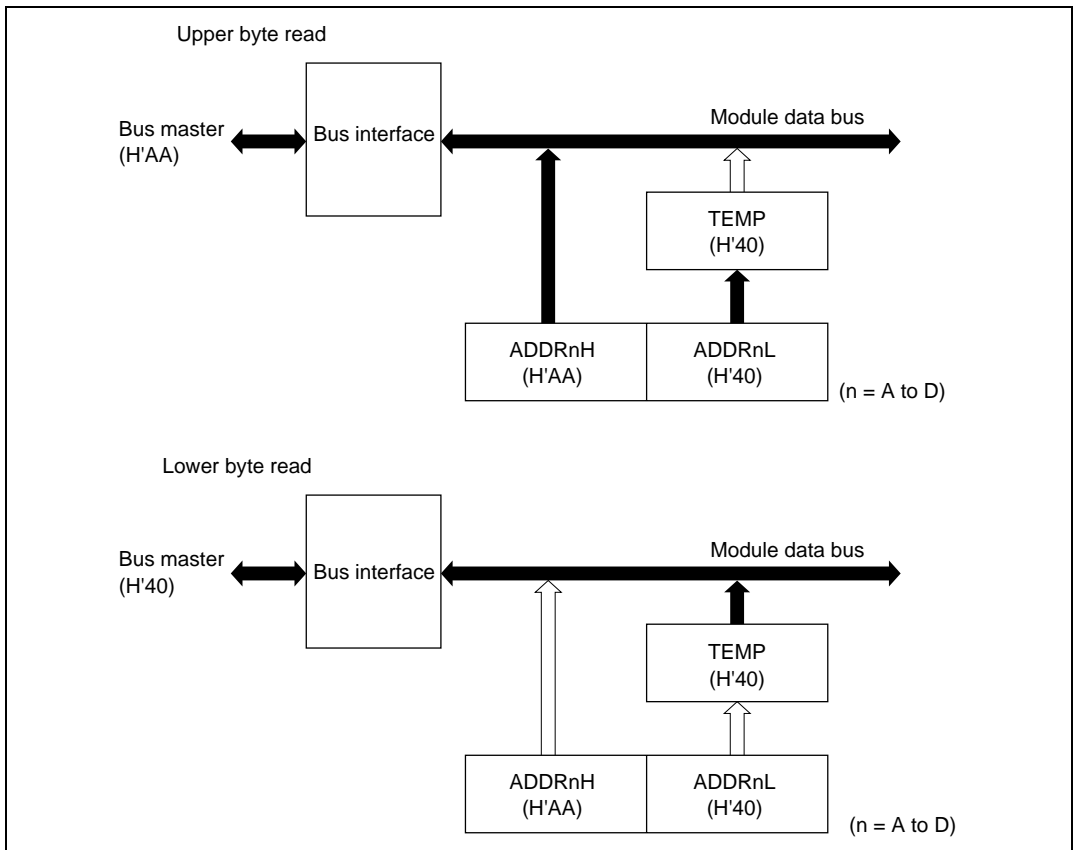 Upper byte read
Bus master
(H'AA)
Bus interface
Module data bus
TEMP
(H'40)
ADDRnH
(H'AA)
ADDRnL
(H'40)
(n = A to D)
Lower byte read
Bus master
(H'40)
Bus interface
Module data bus
TEMP
(H'40)
ADDRnH
(H'AA)
ADDRnL
(H'40)
(n = A to D)